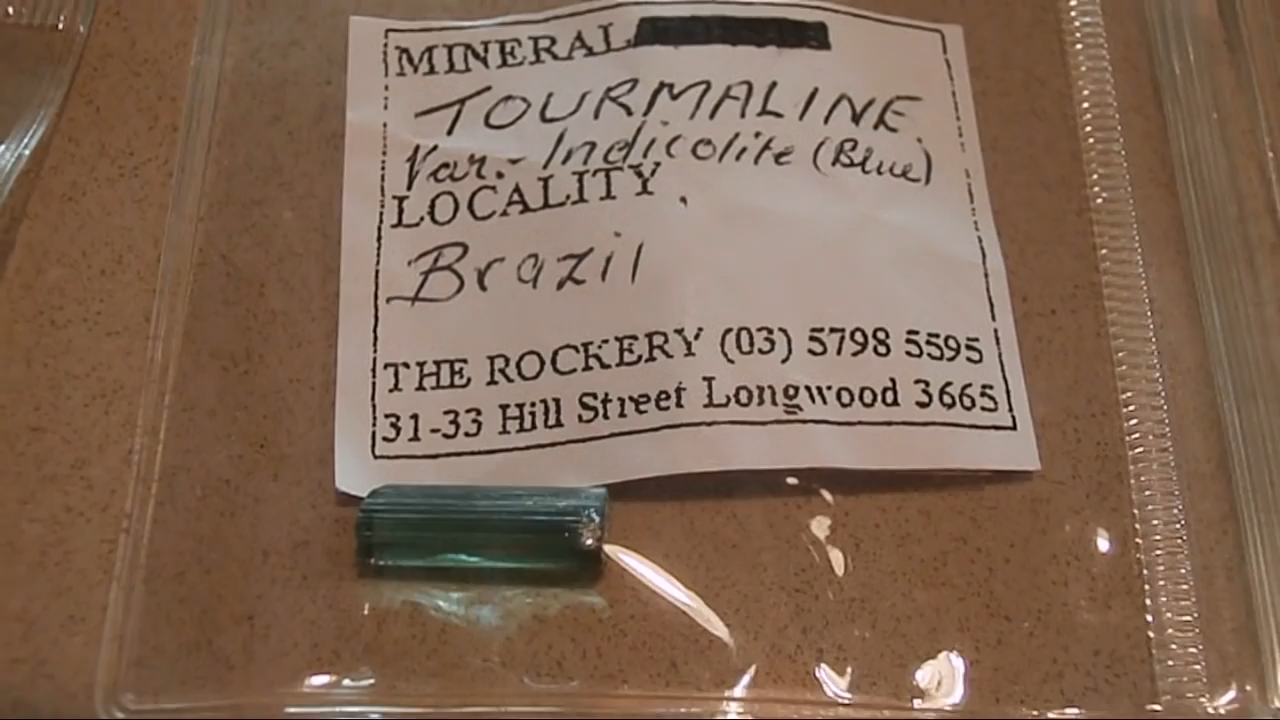 MINERAL
TOURMALINE
Var. - Indicolite (Blue)
LOCALITY
Brazil
THE ROCKERY (03) 5798 5595
31-33 Hill Street Longwood 3665